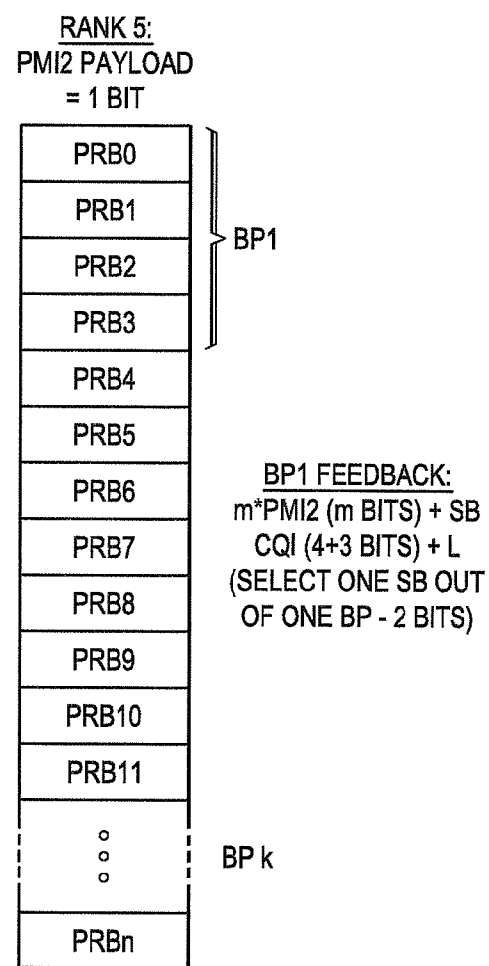 RANK 5:
PMI2 PAYLOAD
= 1 BIT
PRB0
PRB1
PRB2
PRB3
BP1
PRB4
PRB5
PRB6
PRB7
PRB8
PRB9
PRB10
PRB11
BP1 FEEDBACK:
m*PMI2 (m BITS) + SB
CQI (4+3 BITS) + L
(SELECT ONE SB OUT
OF ONE BP - 2 BITS)
BP k
PRBn